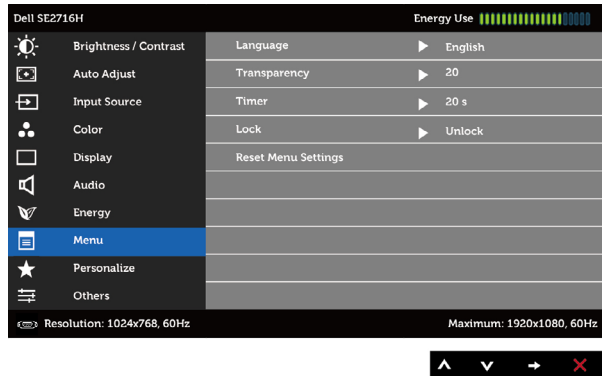 Dell SE2716H
Energy Use
Brightness / Contrast
Auto Adjust
Input Source
Color
Display
Audio
Energy
Menu
Personalize
Others
Language English
Transparency 20
Timer 20 s
Lock Unlock
Reset Menu Settings
Resolution: 1024x768, 60Hz
Maximum: 1920x1080, 60Hz